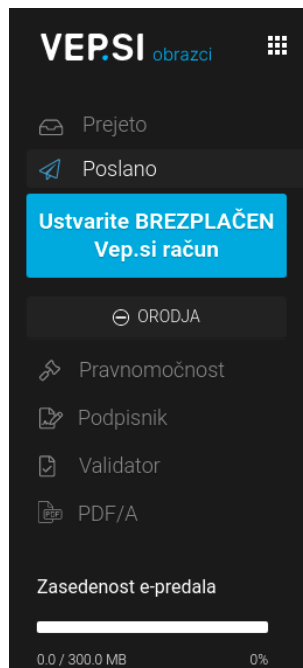 VEP.SI obrazci
Prejeto
Poslano
Ustvarite BREZPLAČEN
Vep.si račun
ORODJA
Pravnomočnost
Podpisnik
Validator
PDF
PDF/A
Zasedenost e-predala
0.0 / 300.0 MB 0%